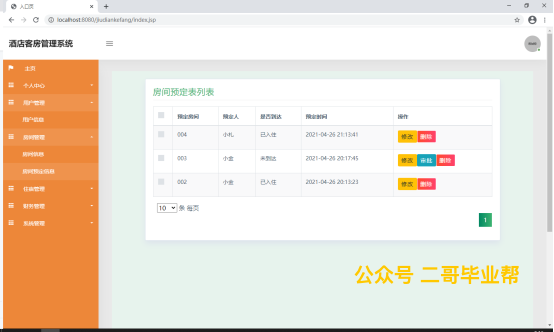 入口页
localhost:8080/jiudiankefang/index.jsp
酒店客房管理系统
主页
个人中心
用户管理
用户信息
房间管理
房间信息
房间预定信息
住宿管理
财务管理
系统管理
房间预定表列表
预定房间 预定人 是否到达 预定时间 操作
004 小礼 已入住 2021-04-26 21:13:41 修改 删除
003 小金 未到达 2021-04-26 20:17:45 修改 审批 删除
002 小金 已入住 2021-04-26 20:13:23 修改 删除
10 条 每页
1
公众号 二哥毕业帮